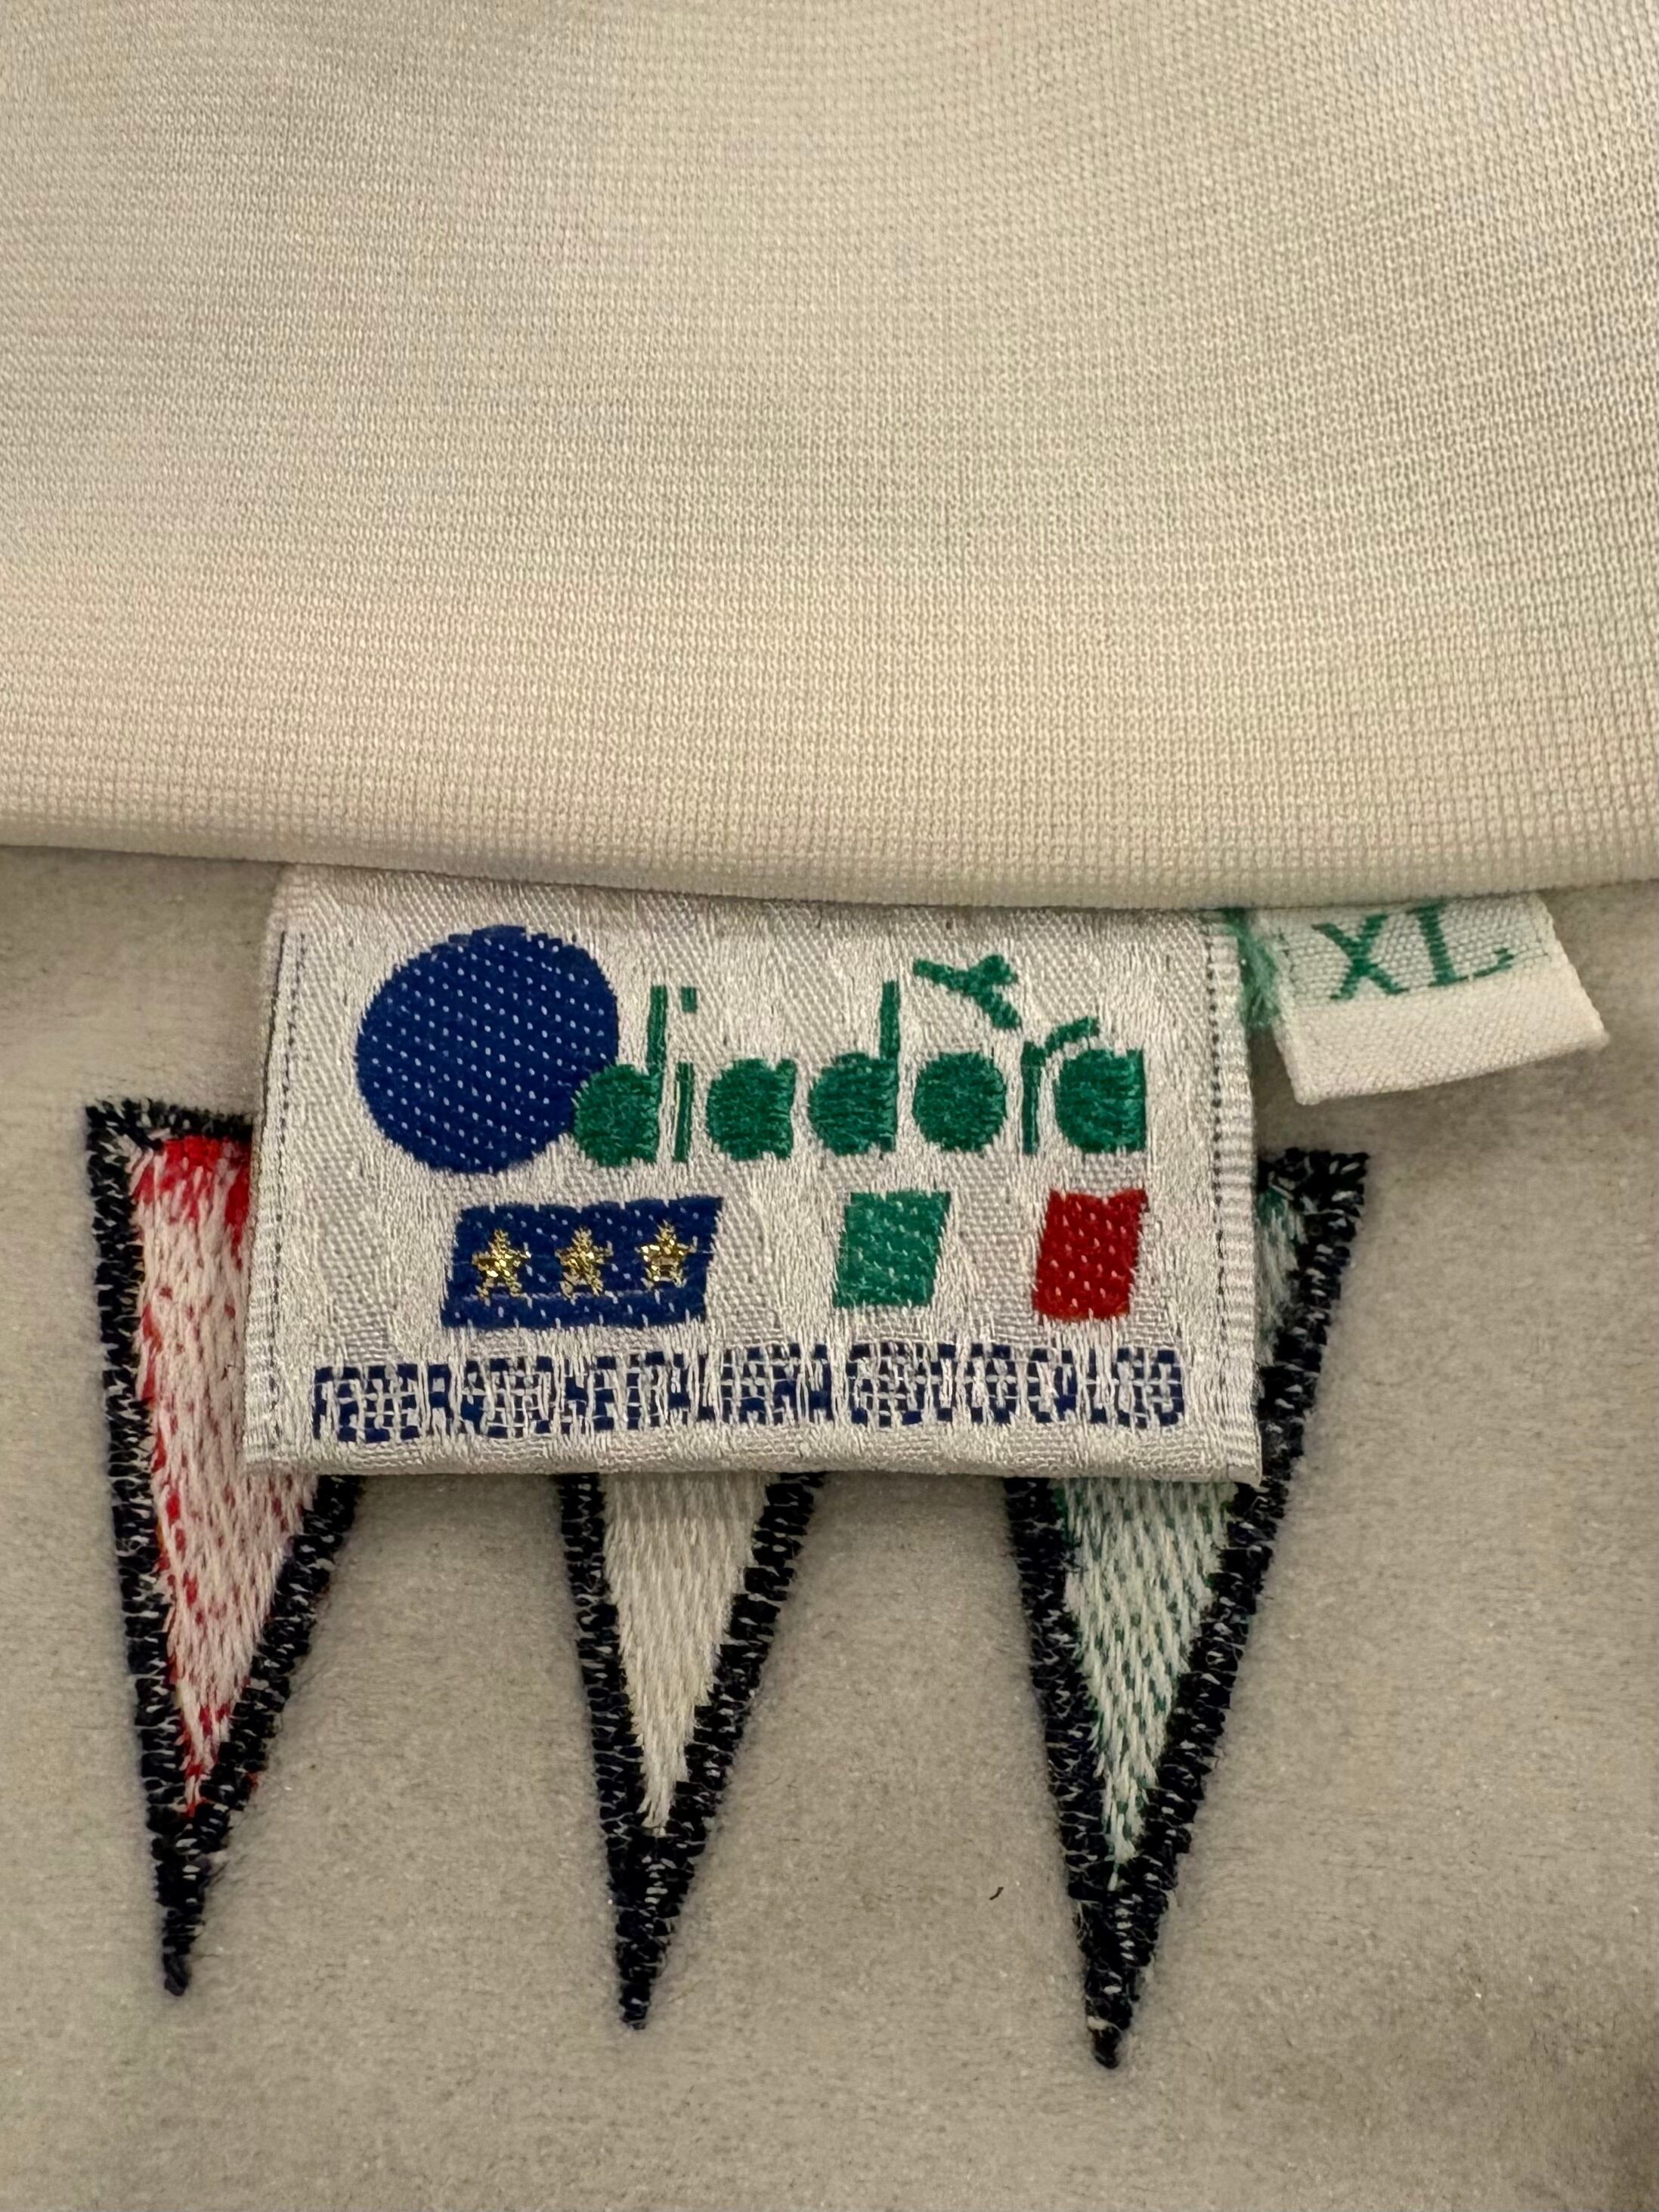 diadora
XL
FEDERAZIONE ITALIANA GIUOCO CALCIO